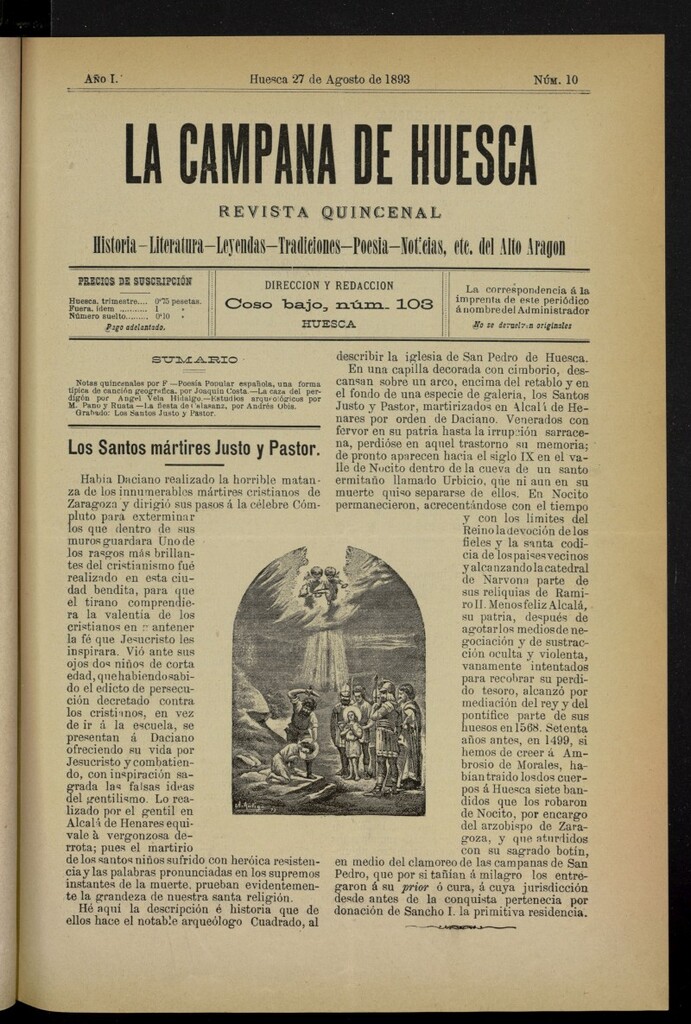 AÑO I.
Huesca 27 de Agosto de 1893
NÚM. 10
LA CAMPANA DE HUESCA
REVISTA QUINCENAL
Historia—Literatura—Leyendas—Tradiciones—Poesia—Noticias, etc. del Alto Aragon
PRECIOS DE SUSCRIPCIÓN
Huesca, trimestre.... 0'75 pesetas.
Fuera, idem ........... 1 »
Número suelto........ 0'10 »
Pago adelantado.
DIRECCION Y REDACCION
Coso bajo, núm. 103
HUESCA
La correspondencia á la
imprenta de este periódico
á nombre del Administrador
No se devuelven originales
SUMARIO
Notas quincenales por F —Poesía Popular española, una forma
típica de canción geográfica, por Joaquín Costa.—La caza del per-
digón por Angel Vela Hidalgo.—Estudios arqueológicos por
M. Pano y Ruata —La fiesta de Calasanz, por Andrés Obis.
Grabado: Los Santos Justo y Pastor.
Los Santos mártires Justo y Pastor.
Había Daciano realizado la horrible matan-
za de los innumerables mártires cristianos de
Zaragoza y dirigió sus pasos á la célebre Cóm-
pluto para exterminar
los que dentro de sus
muros guardara Uno de
los rasgos más brillan-
tes del cristianismo fué
realizado en esta ciu-
dad bendita, para que
el tirano comprendie-
ra la valentía de los
cristianos en mantener
la fé que Jesucristo les
inspirara. Vió ante sus
ojos dos niños de corta
edad, que habiendo sabi-
do el edicto de persecu-
ción decretado contra
los cristianos, en vez
de ir á la escuela, se
presentan á Daciano
ofreciendo su vida por
Jesucristo y combatien-
do, con inspiración sa-
grada las falsas ideas
del gentilismo. Lo rea-
lizado por el gentil en
Alcalá de Henares equi-
vale à vergonzosa de-
rrota; pues el martirio
de los santos niños sufrido con heróica resisten-
cia y las palabras pronunciadas en los supremos
instantes de la muerte, prueban evidentemen-
te la grandeza de nuestra santa religión.
Hé aquí la descripción é historia que de
ellos hace el notable arqueólogo Cuadrado, al
describir la iglesia de San Pedro de Huesca.
En una capilla decorada con cimborio, des-
cansan sobre un arco, encima del retablo y en
el fondo de una especie de galería, los Santos
Justo y Pastor, martirizados en Alcalá de He-
nares por orden de Daciano. Venerados con
fervor en su patria hasta la irrupción sarrace-
na, perdióse en aquel trastorno su memoria;
de pronto aparecen hacia el siglo IX en el va-
lle de Nocito dentro de la cueva de un santo
ermitaño llamado Urbicio, que ni aun en su
muerte quiso separarse de ellos. En Nocito
permanecieron, acrecentándose con el tiempo
y con los límites del
Reino la devoción de los
fieles y la santa codi-
cia de los paises vecinos
y alcanzando la catedral
de Narvona parte de
sus reliquias de Rami-
ro II. Menos feliz Alcalá,
su patria, después de
agotar los medios de ne-
gociación y de sustrac-
ción oculta y violenta,
vanamente intentados
para recobrar su perdi-
do tesoro, alcanzó por
mediación del rey y del
pontífice parte de sus
huesos en 1568. Setenta
años antes, en 1499, si
hemos de creer á Am-
brosio de Morales, ha-
bían traido los dos cuer-
pos á Huesca siete ban-
didos que los robaron
de Nocito, por encargo
del arzobispo de Zara-
goza, y que aturdidos
con su sagrado botín,
en medio del clamoreo de las campanas de San
Pedro, que por si tañían á milagro los entre-
garon á su prior ó cura, á cuya jurisdicción
desde antes de la conquista pertenecia por
donación de Sancho I. la primitiva residencia.